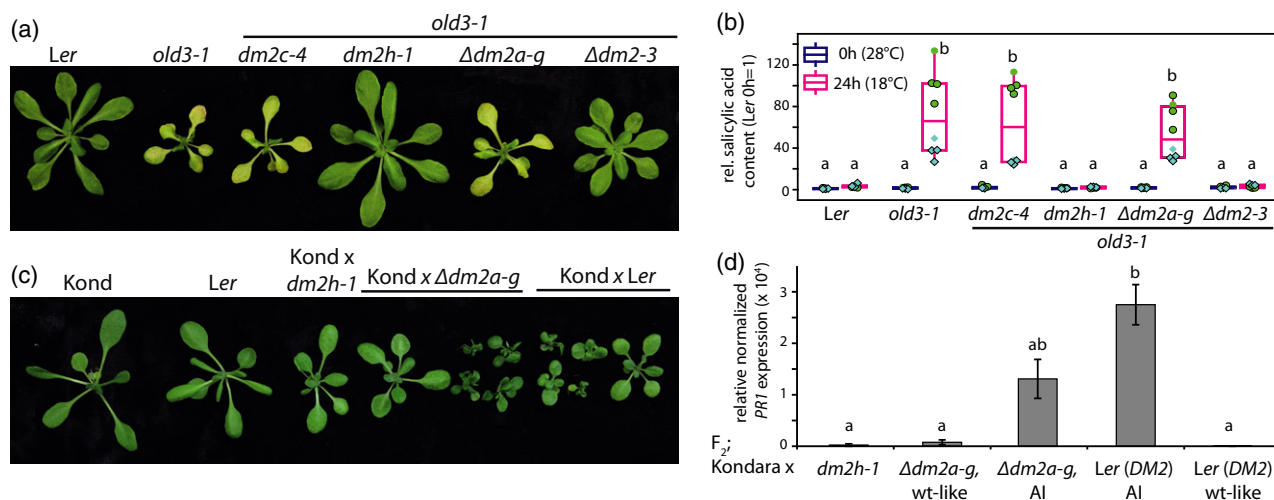 (a)
old3-1
Ler old3-1 dm2c-4 dm2h-1 Δdm2a-g Δdm2-3
(b)
rel. salicylic acid
content (Ler 0h=1)
120
80
40
0
0h (28°C)
24h (18°C)
a a a b a b a a a b a a
Ler old3-1 dm2c-4 dm2h-1 Δdm2a-g Δdm2-3
old3-1
(c)
Kond Ler Kond x
dm2h-1 Kond x Δdm2a-g Kond x Ler
(d)
relative normalized
PR1 expression (x 10⁴)
3
2
1
0
a a ab b a
F₂;
Kondara x dm2h-1 Δdm2a-g, Δdm2a-g, Ler (DM2) Ler (DM2)
wt-like AI AI wt-like